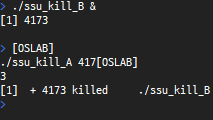 > ./ssu_kill_B &
[1] 4173
> [OSLAB]
./ssu_kill_A 417[OSLAB]
3
[1]  + 4173 killed     ./ssu_kill_B
>